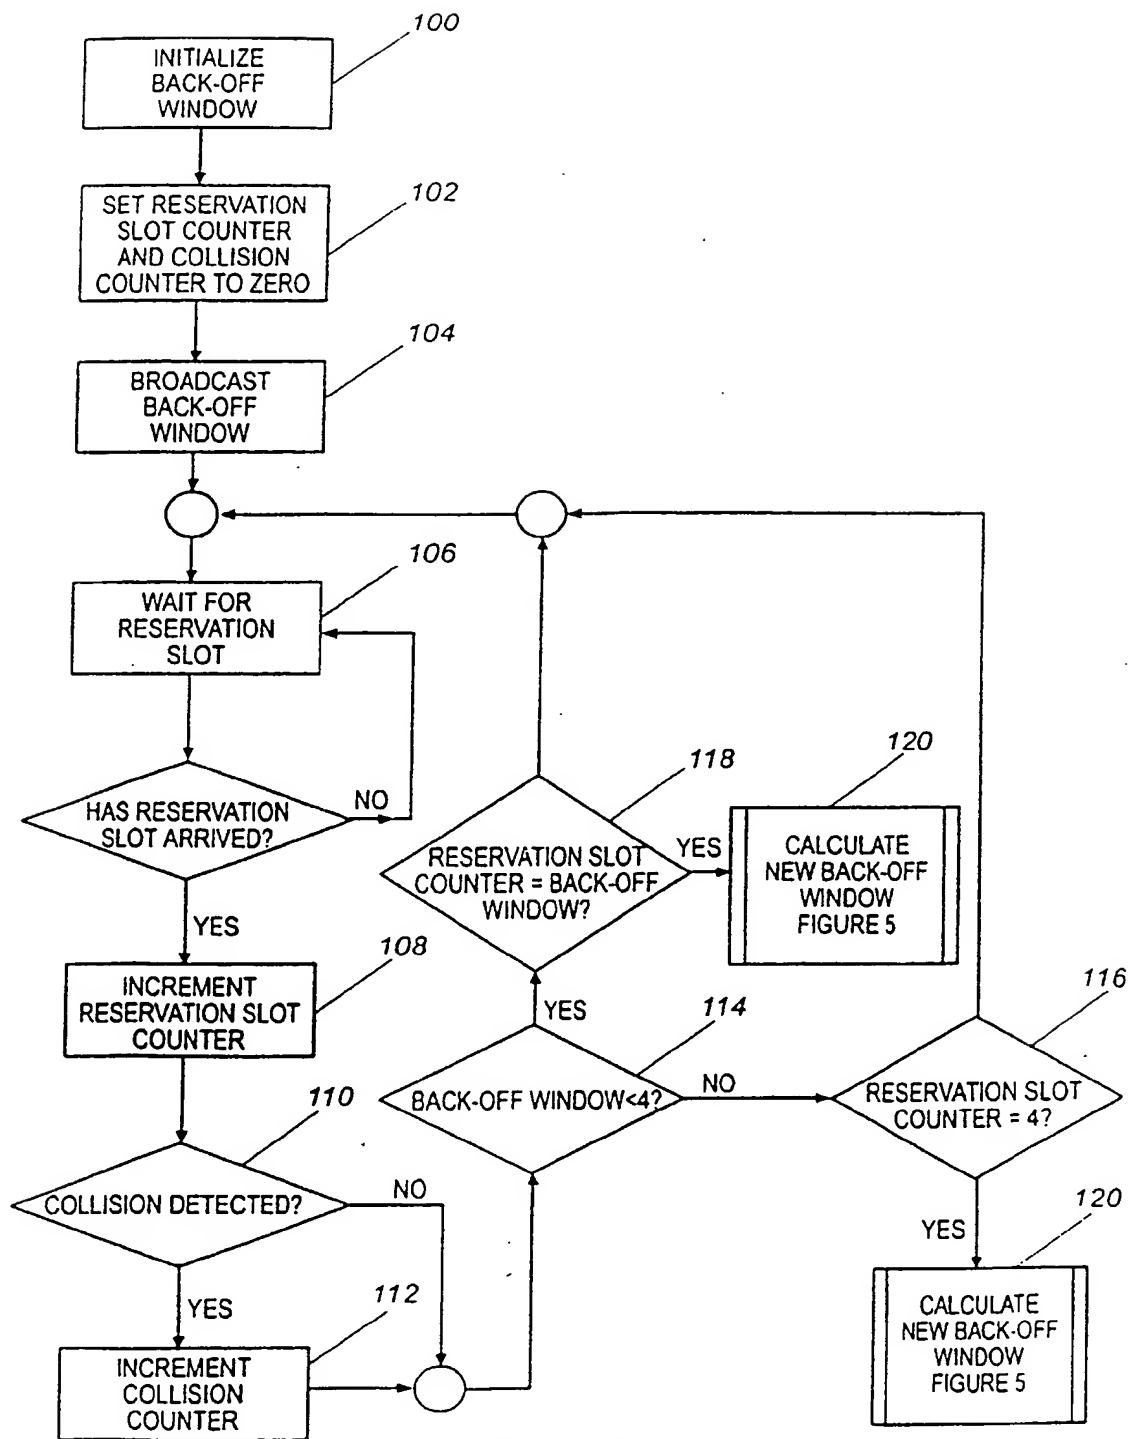 100
INITIALIZE
BACK-OFF
WINDOW
102
SET RESERVATION
SLOT COUNTER
AND COLLISION
COUNTER TO ZERO
104
BROADCAST
BACK-OFF
WINDOW
106
WAIT FOR
RESERVATION
SLOT
HAS RESERVATION
SLOT ARRIVED?
NO
YES
108
INCREMENT
RESERVATION SLOT
COUNTER
110
COLLISION DETECTED?
NO
YES
112
INCREMENT
COLLISION
COUNTER
114
BACK-OFF WINDOW<4?
YES
NO
118
RESERVATION SLOT
COUNTER = BACK-OFF
WINDOW?
YES
120
CALCULATE
NEW BACK-OFF
WINDOW
FIGURE 5
116
RESERVATION SLOT
COUNTER = 4?
YES
120
CALCULATE
NEW BACK-OFF
WINDOW
FIGURE 5